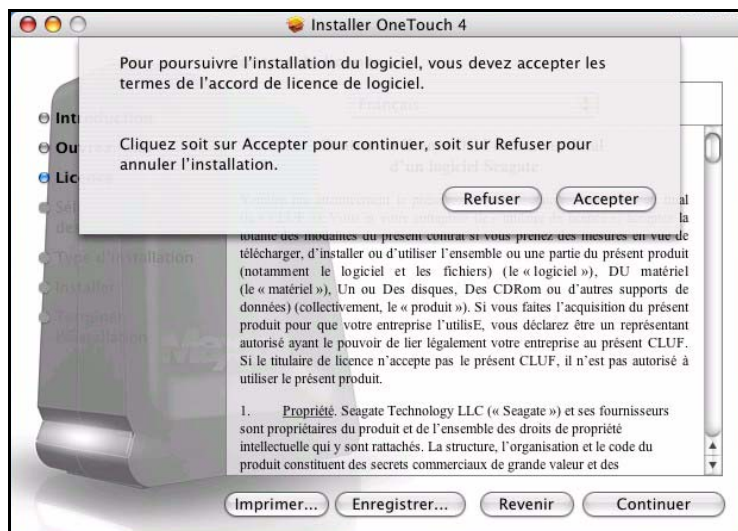 Installer OneTouch 4
Pour poursuivre l'installation du logiciel, vous devez accepter les
termes de l'accord de licence de logiciel.
Cliquez soit sur Accepter pour continuer, soit sur Refuser pour
annuler l'installation.
Refuser
Accepter
Français
d'un logiciel Seagate
Introduction
Licence
Type d'installation
Installer
Terminer
l'installation
la
totalité des modalités du présent contrat si vous prenez des mesures en vue de
télécharger, d'installer ou d'utiliser l'ensemble ou une partie du présent produit
(notamment le logiciel et les fichiers) (le « logiciel »), DU matériel
(le « matériel »), Un ou Des disques, Des CDRom ou d'autres supports de
données) (collectivement, le « produit »). Si vous faites l'acquisition du présent
produit pour que votre entreprise l'utilisE, vous déclarez être un représentant
autorisé ayant le pouvoir de lier légalement votre entreprise au présent CLUF.
Si le titulaire de licence n'accepte pas le présent CLUF, il n'est pas autorisé à
utiliser le présent produit.
1. Propriété. Seagate Technology LLC (« Seagate ») et ses fournisseurs
sont propriétaires du produit et de l'ensemble des droits de propriété
intellectuelle qui y sont rattachés. La structure, l'organisation et le code du
produit constituent des secrets commerciaux de grande valeur et des
Imprimer...
Enregistrer...
Revenir
Continuer